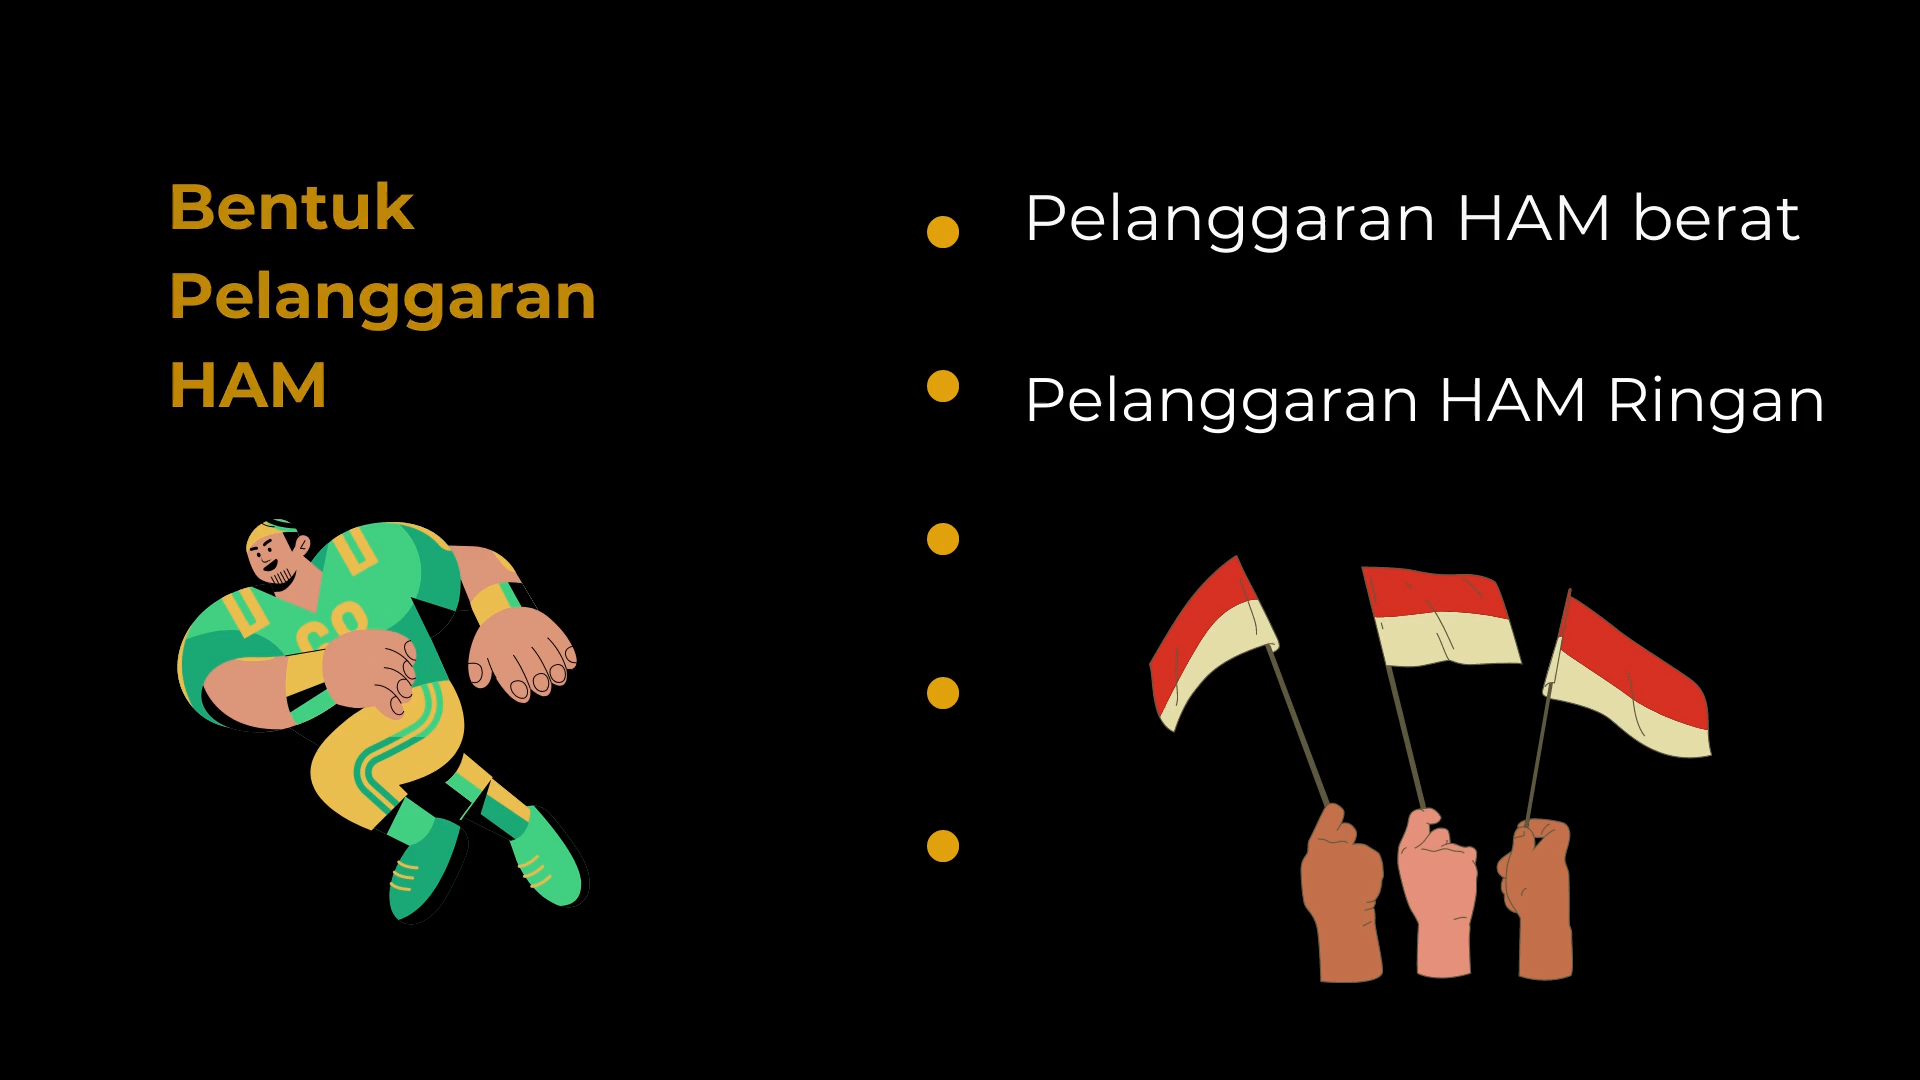 Bentuk
Pelanggaran
HAM
Pelanggaran HAM berat
Pelanggaran HAM Ringan